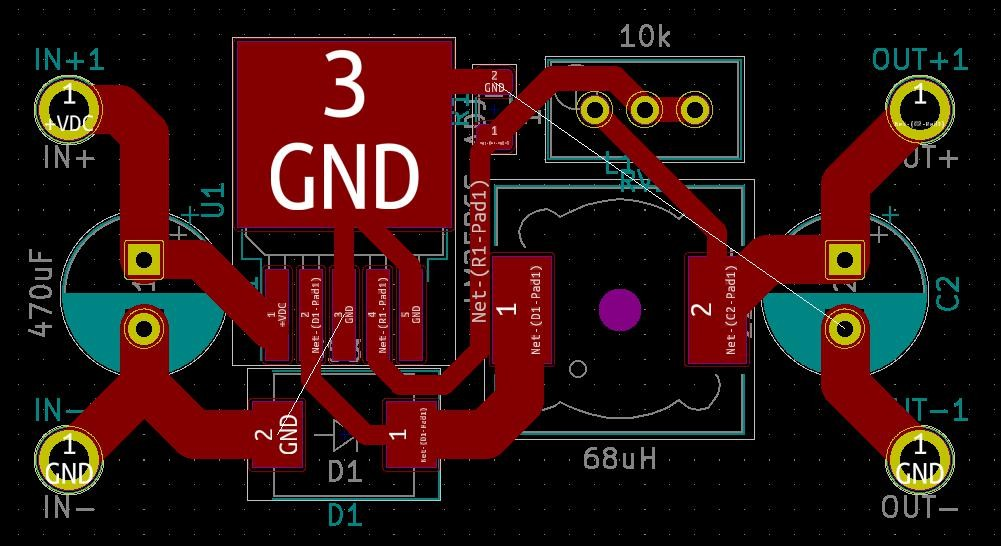 10k
IN+1
OUT+1
3
GND
2
GND
1
+VDC
1
IN+
UT+
1
R1
Net-(R1-Pad1)
U1
470uF
C2
1
+VDC
2
Net-(D1-Pad1)
3
GND
4
Net-(R1-Pad1)
5
GND
1
Net-(D1-Pad1)
2
Net-(C2-Pad1)
IN-
UT-1
2
GND
1
Net-(D1-Pad1)
1
GND
1
GND
68uH
D1
IN-
OUT-
D1